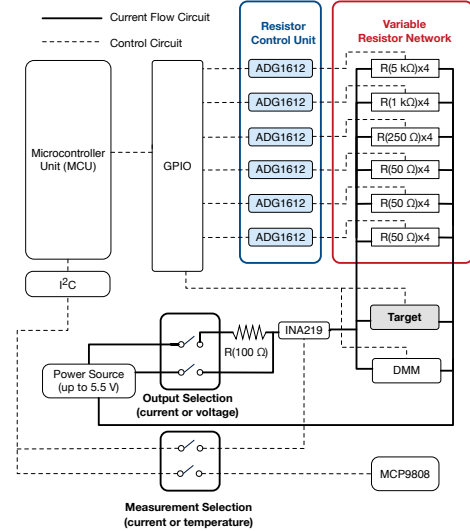 Current Flow Circuit
Control Circuit
Resistor
Control Unit
Variable
Resistor Network
ADG1612
R(5 kΩ)x4
ADG1612
R(1 kΩ)x4
ADG1612
R(250 Ω)x4
ADG1612
R(50 Ω)x4
ADG1612
R(50 Ω)x4
ADG1612
R(50 Ω)x4
Microcontroller
Unit (MCU)
GPIO
I²C
Target
INA219
R(100 Ω)
DMM
Power Source
(up to 5.5 V)
Output Selection
(current or voltage)
MCP9808
Measurement Selection
(current or temperature)